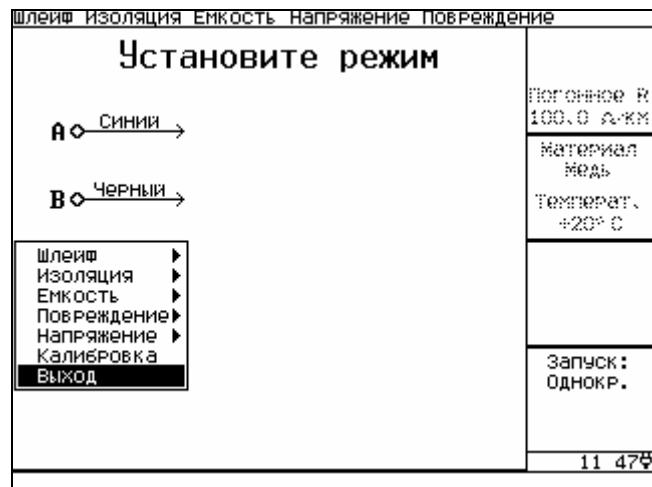 Шлейф Изоляция Емкость Напряжение Повреждение
Установите режим
A Синий
B Черный
Шлейф
Изоляция
Емкость
Повреждение
Напряжение
Калибровка
Выход
Погонное R
100.0 Ω/км
Материал
Медь
Температ.
+20° C
Запуск:
Однокр.
11 47